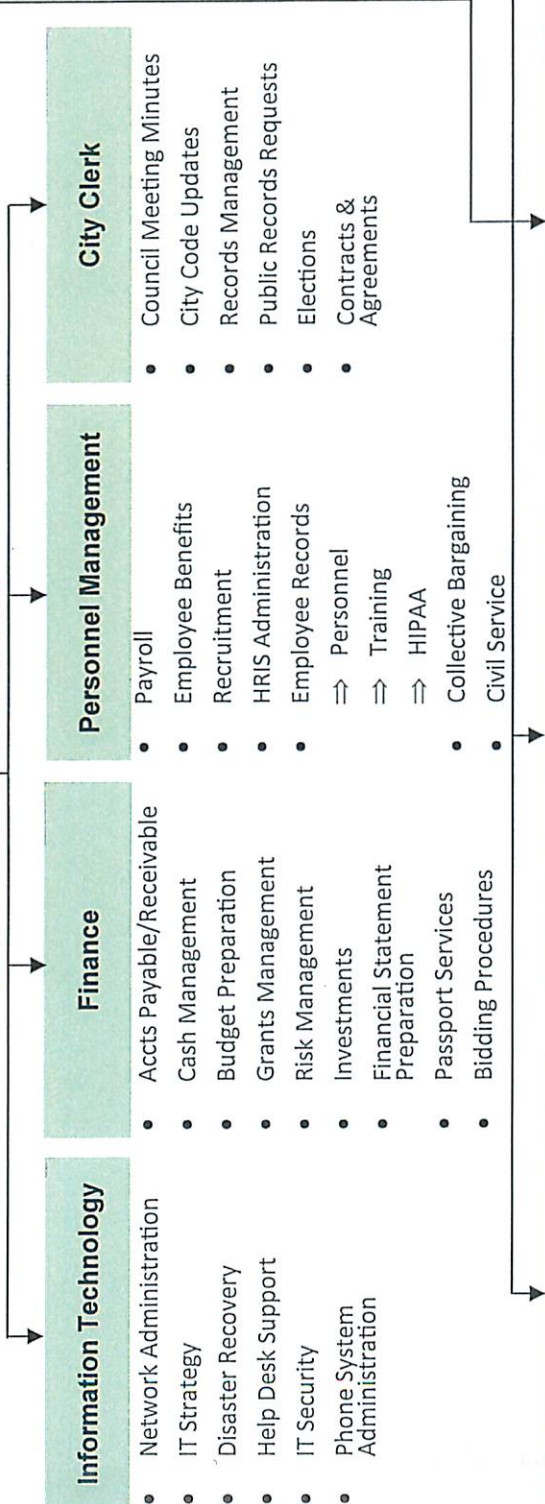 Information Technology
• Network Administration
• IT Strategy
• Disaster Recovery
• Help Desk Support
• IT Security
• Phone System
Administration
Finance
• Accts Payable/Receivable
• Cash Management
• Budget Preparation
• Grants Management
• Risk Management
• Investments
• Financial Statement
Preparation
• Passport Services
• Bidding Procedures
Personnel Management
• Payroll
• Employee Benefits
• Recruitment
• HRIS Administration
• Employee Records
⇒ Personnel
⇒ Training
⇒ HIPAA
• Collective Bargaining
• Civil Service
City Clerk
• Council Meeting Minutes
• City Code Updates
• Records Management
• Public Records Requests
• Elections
• Contracts &
Agreements